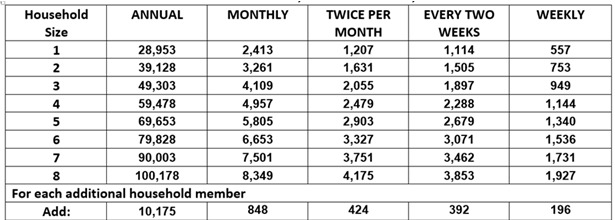 Household Size ANNUAL MONTHLY TWICE PER MONTH EVERY TWO WEEKS WEEKLY
1 28,953 2,413 1,207 1,114 557
2 39,128 3,261 1,631 1,505 753
3 49,303 4,109 2,055 1,897 949
4 59,478 4,957 2,479 2,288 1,144
5 69,653 5,805 2,903 2,679 1,340
6 79,828 6,653 3,327 3,071 1,536
7 90,003 7,501 3,751 3,462 1,731
8 100,178 8,349 4,175 3,853 1,927
For each additional household member
Add: 10,175 848 424 392 196